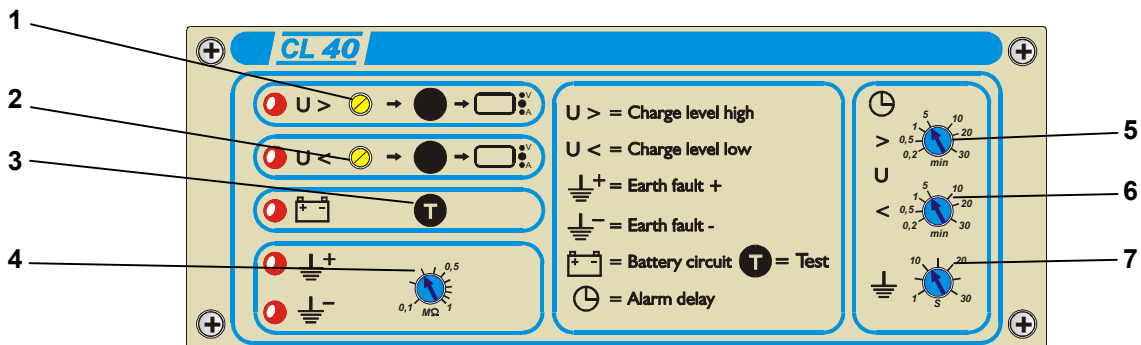 1
2
3
4
CL 40
U >
V
A
U <
V
A
+ -
T
+
-
0,1
0,5
1
MΩ
U > = Charge level high
U < = Charge level low
+ = Earth fault +
- = Earth fault -
+ - = Battery circuit T = Test
= Alarm delay
>
U
<
0,2
0,5
1
5
10
20
30
min
0,2
0,5
1
5
10
20
30
min
1
10
20
30
S
5
6
7